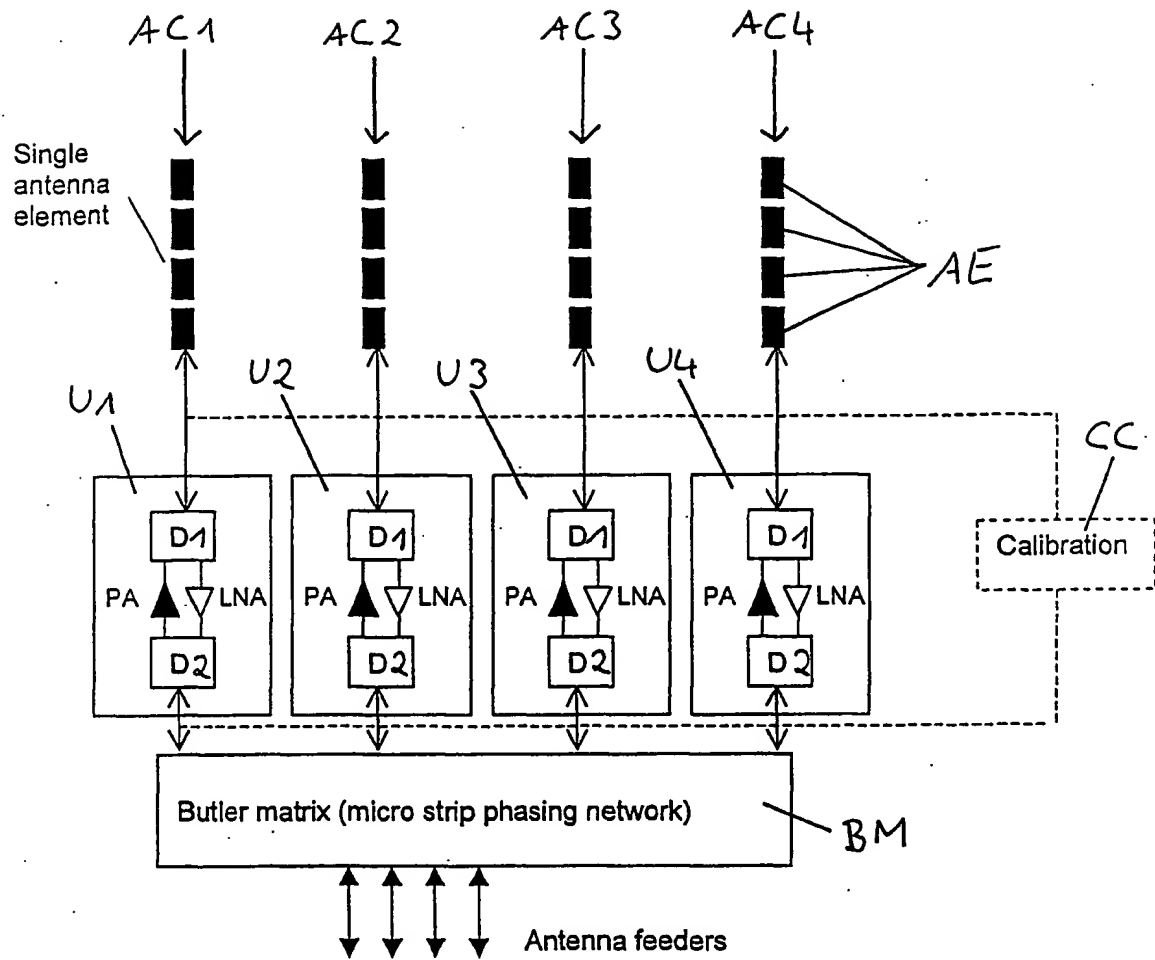 AC1 AC2 AC3 AC4
Single
antenna
element
AE
U1 U2 U3 U4
CC
Calibration
D1 D1 D1 D1
PA LNA PA LNA PA LNA PA LNA
D2 D2 D2 D2
Butler matrix (micro strip phasing network)
BM
Antenna feeders